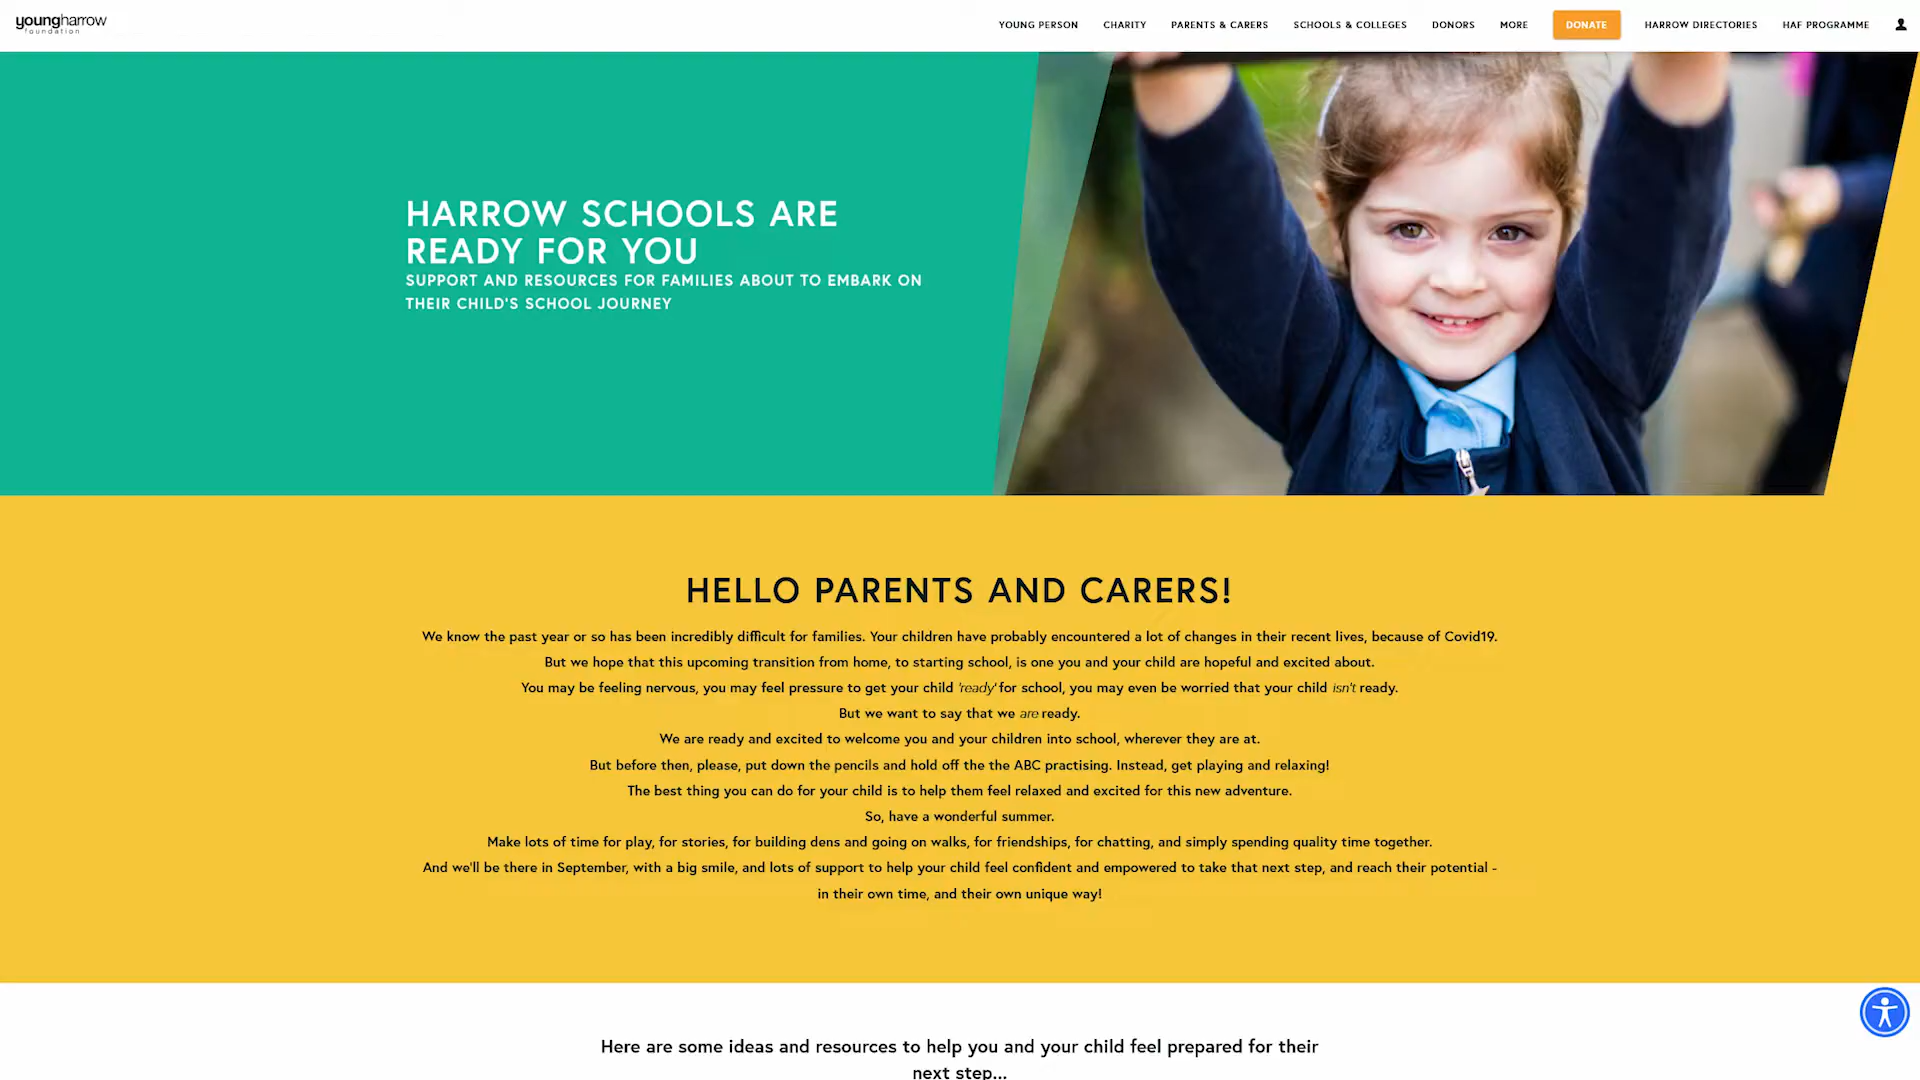 youngharrow
foundation
YOUNG PERSON
CHARITY
PARENTS & CARERS
SCHOOLS & COLLEGES
DONORS
MORE
DONATE
HARROW DIRECTORIES
HAF PROGRAMME
HARROW SCHOOLS ARE
READY FOR YOU
SUPPORT AND RESOURCES FOR FAMILIES ABOUT TO EMBARK ON
THEIR CHILD'S SCHOOL JOURNEY
HELLO PARENTS AND CARERS!
We know the past year or so has been incredibly difficult for families. Your children have probably encountered a lot of changes in their recent lives, because of Covid19.
But we hope that this upcoming transition from home, to starting school, is one you and your child are hopeful and excited about.
You may be feeling nervous, you may feel pressure to get your child 'ready' for school, you may even be worried that your child isn't ready.
But we want to say that we are ready.
We are ready and excited to welcome you and your children into school, wherever they are at.
But before then, please, put down the pencils and hold off the the ABC practising. Instead, get playing and relaxing!
The best thing you can do for your child is to help them feel relaxed and excited for this new adventure.
So, have a wonderful summer.
Make lots of time for play, for stories, for building dens and going on walks, for friendships, for chatting, and simply spending quality time together.
And we'll be there in September, with a big smile, and lots of support to help your child feel confident and empowered to take that next step, and reach their potential -
in their own time, and their own unique way!
Here are some ideas and resources to help you and your child feel prepared for their
next step...